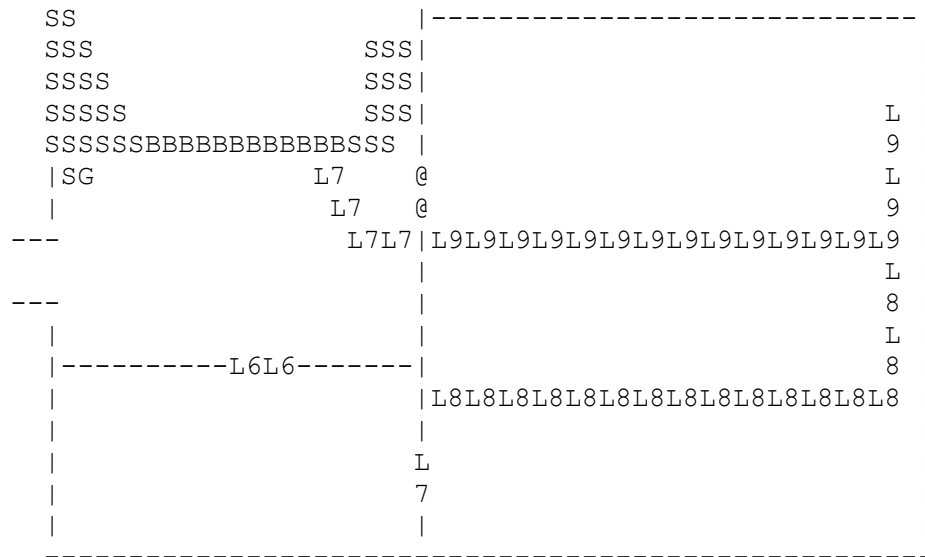 SS                    |-----------------------------
  SSS                SSS|
  SSSS               SSS|
  SSSSS              SSS|                           L
  SSSSSSBBBBBBBBBBBBSSS |                           9
  |SG             L7    @                           L
  |                L7   @                           9
---                 L7L7|L9L9L9L9L9L9L9L9L9L9L9L9L9L9
                        |                           L
---                     |                           8
  |                     |                           L
  |----------L6L6-------|                           8
  |                     |L8L8L8L8L8L8L8L8L8L8L8L8L8L8
  |                     |
  |                     L
  |                     7
  |                     |
  -----------------------------------------------------